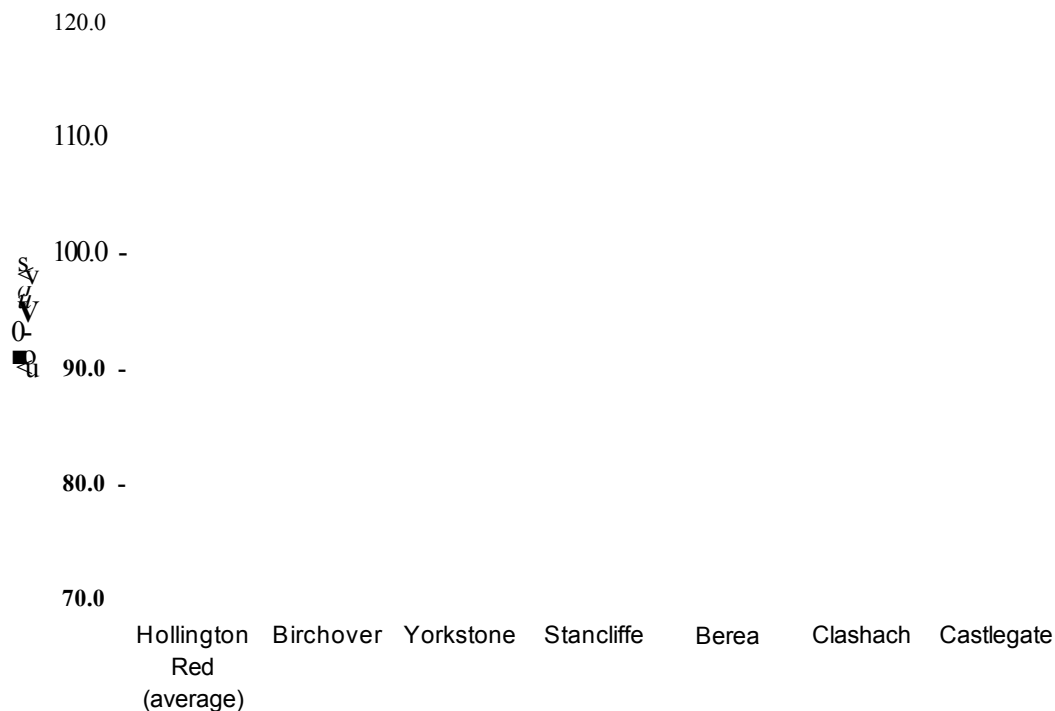 120.0
110.0
100.0 -
90.0 -
80.0 -
70.0
Hollington Red (average)
Birchover
Yorkstone
Stancliffe
Berea
Clashach
Castlegate